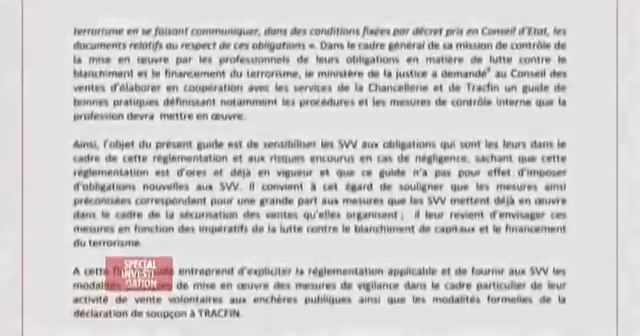 terrorisme en se faisant communiquer, dans des conditions fixées par décret pris en Conseil d'Etat, les
documents relatifs au respect de ces obligations ». Dans le cadre général de sa mission de contrôle de
la mise en œuvre par les professionnels de leurs obligations en matière de lutte contre le
blanchiment et le financement du terrorisme, le ministère de la justice a demandé au Conseil des
ventes d'élaborer en coopération avec les services de la Chancellerie et de Tracfin un guide de
bonnes pratiques définissant notamment les procédures et les mesures de contrôle interne que la
profession devra mettre en œuvre.
Ainsi, l'objet du présent guide est de sensibiliser les SVV aux obligations qui sont les leurs dans le
cadre de cette réglementation et aux risques encourus en cas de négligence, sachant que cette
réglementation est d'ores et déjà en vigueur et que ce guide n'a pas pour effet d'imposer
d'obligations nouvelles aux SVV. Il convient à cet égard de souligner que les mesures ainsi
préconisées correspondent pour une grande part aux mesures que les SVV mettent déjà en œuvre
dans le cadre de la sécurisation des ventes qu'elles organisent ; il leur revient d'envisager ces
mesures en fonction des impératifs de la lutte contre le blanchiment de capitaux et le financement
du terrorisme.
A cette entreprend d'expliciter la réglementation applicable et de fournir aux SVV les
de mise en œuvre des mesures de vigilance dans le cadre particulier de leur
activité de vente volontaires aux enchères publiques ainsi que les modalités formelles de la
déclaration de soupçon à TRACFIN.
SPECIAL
INVESTI
GATION